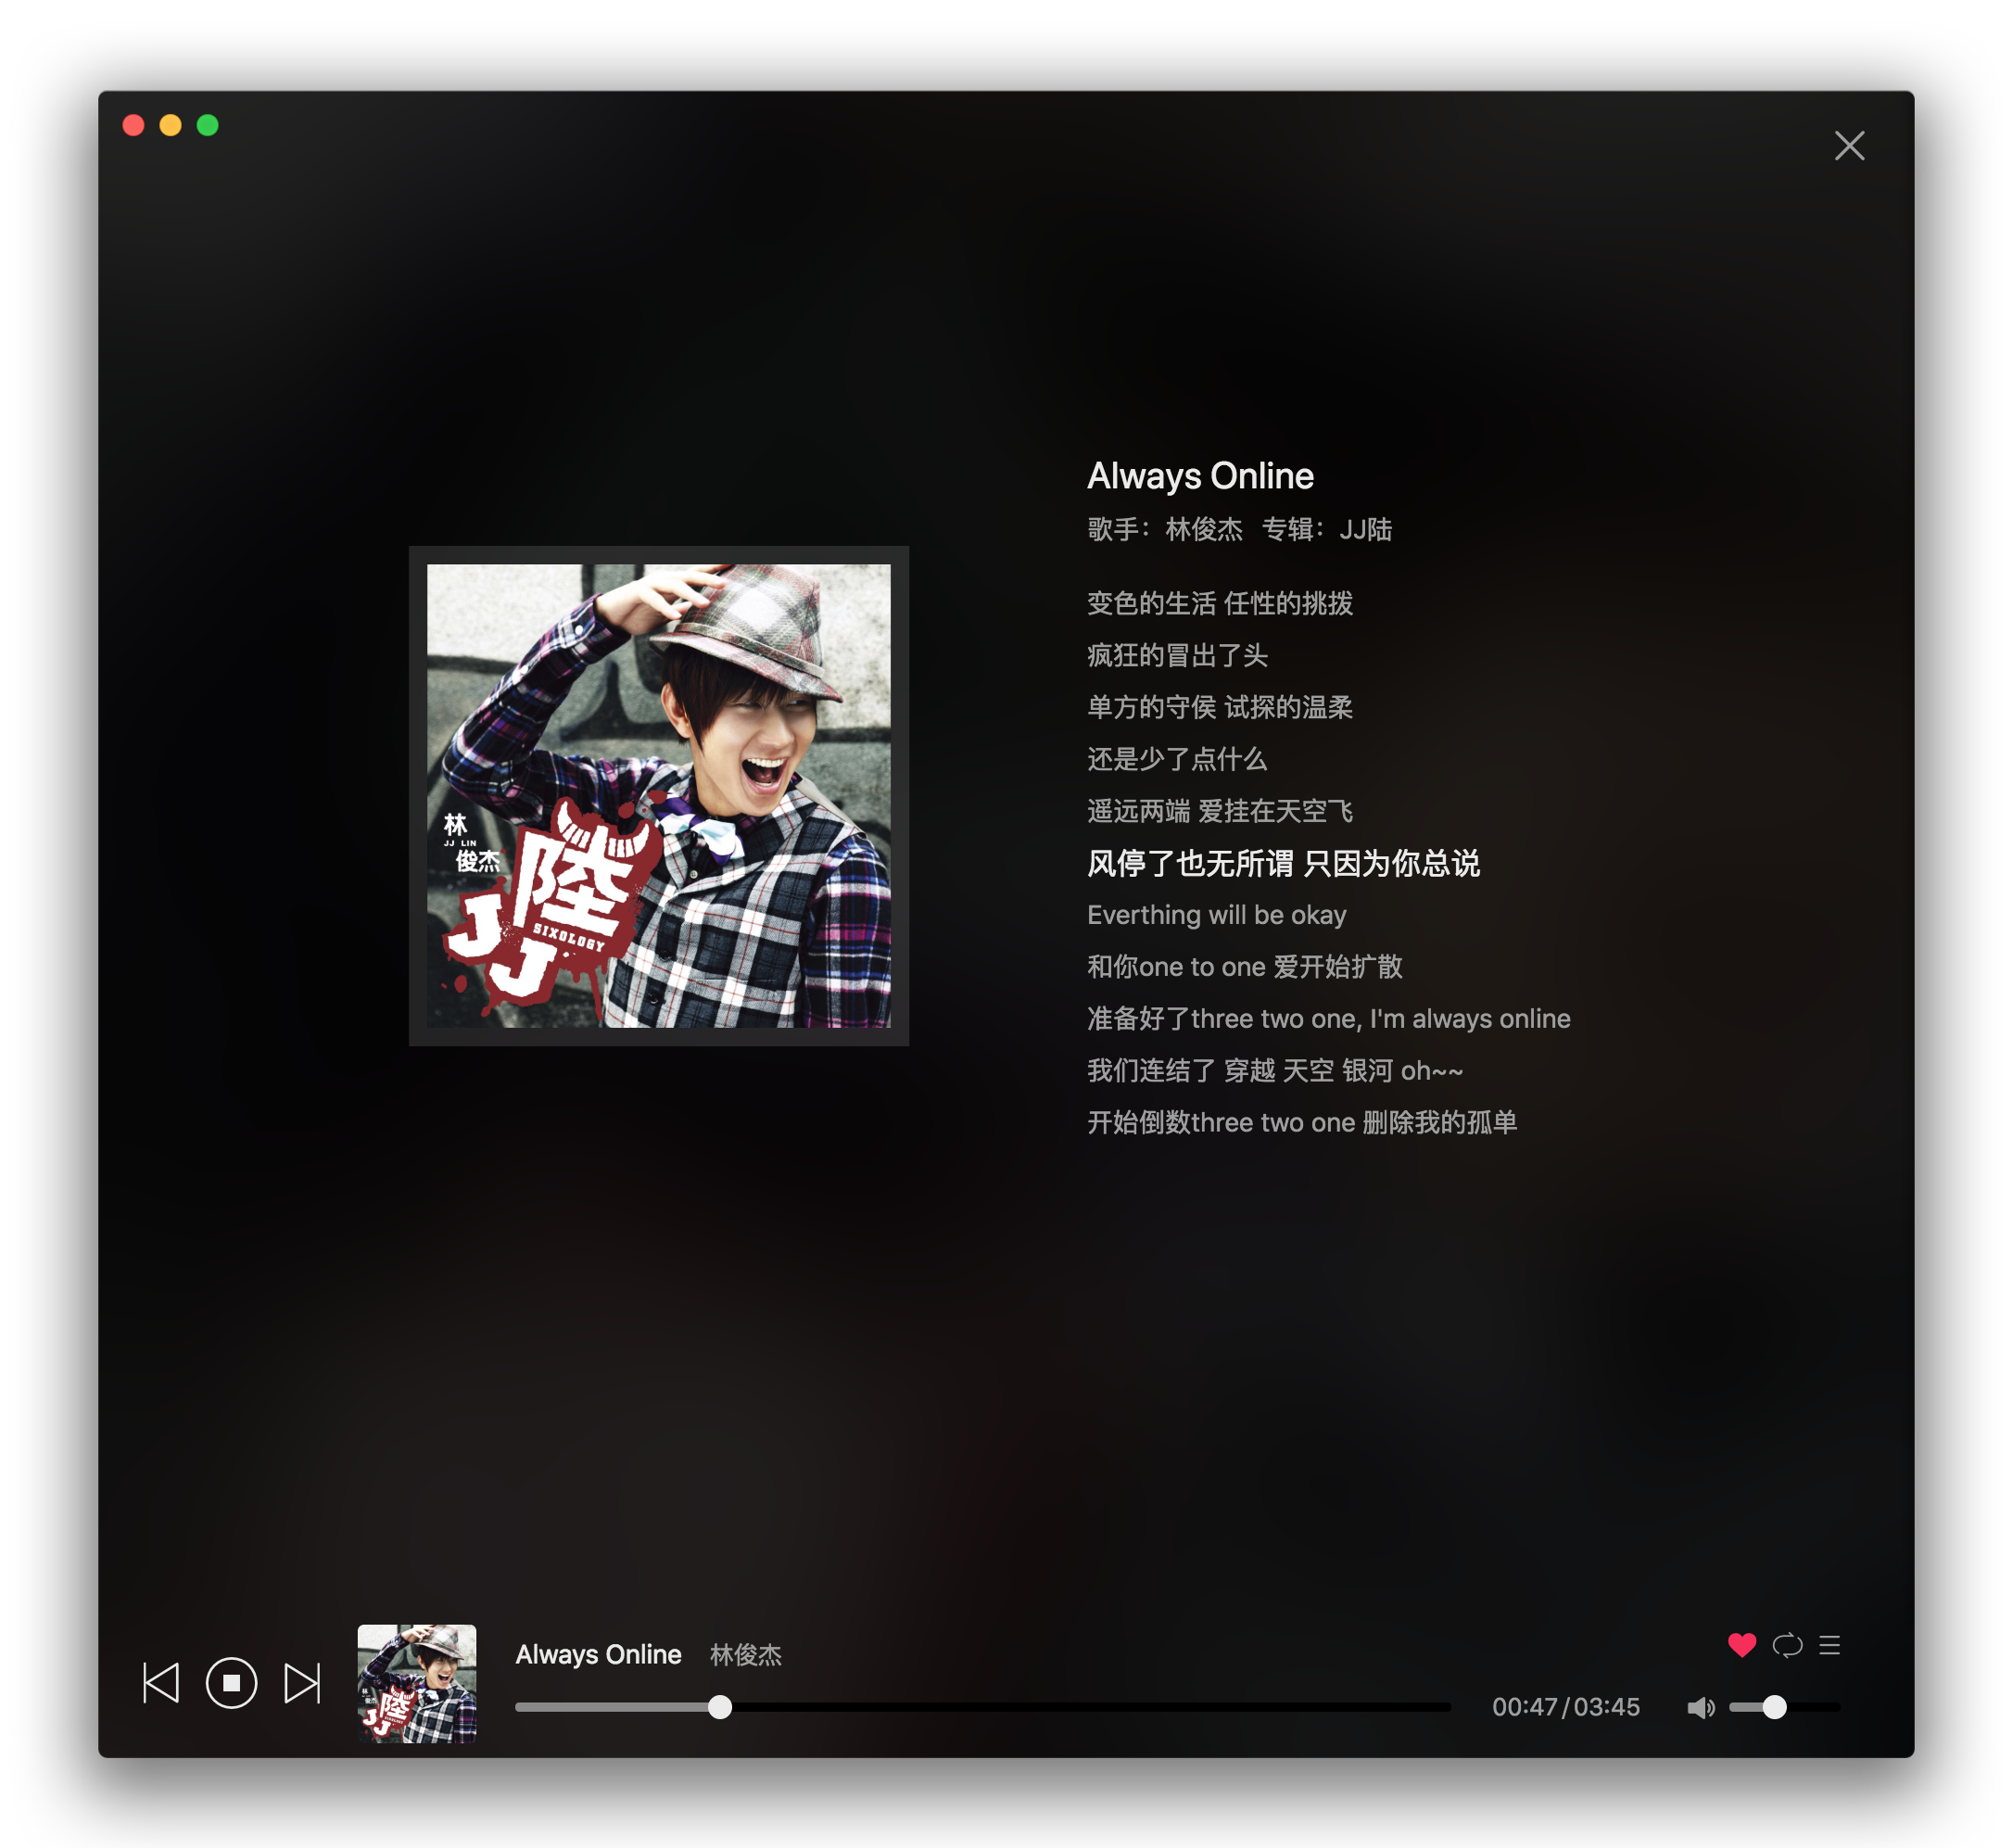 Always Online
歌手：林俊杰 专辑：JJ陆
变色的生活 任性的挑拨
疯狂的冒出了头
单方的守侯 试探的温柔
还是少了点什么
遥远两端 爱挂在天空飞
风停了也无所谓 只因为你总说
Everthing will be okay
和你one to one 爱开始扩散
准备好了three two one, I'm always online
我们连结了 穿越 天空 银河 oh~~
开始倒数three two one 删除我的孤单
林
JJ LIN
俊杰
陸
SIXOLOGY
JJ
Always Online 林俊杰
00:47/03:45
林
俊杰
陸
JJ